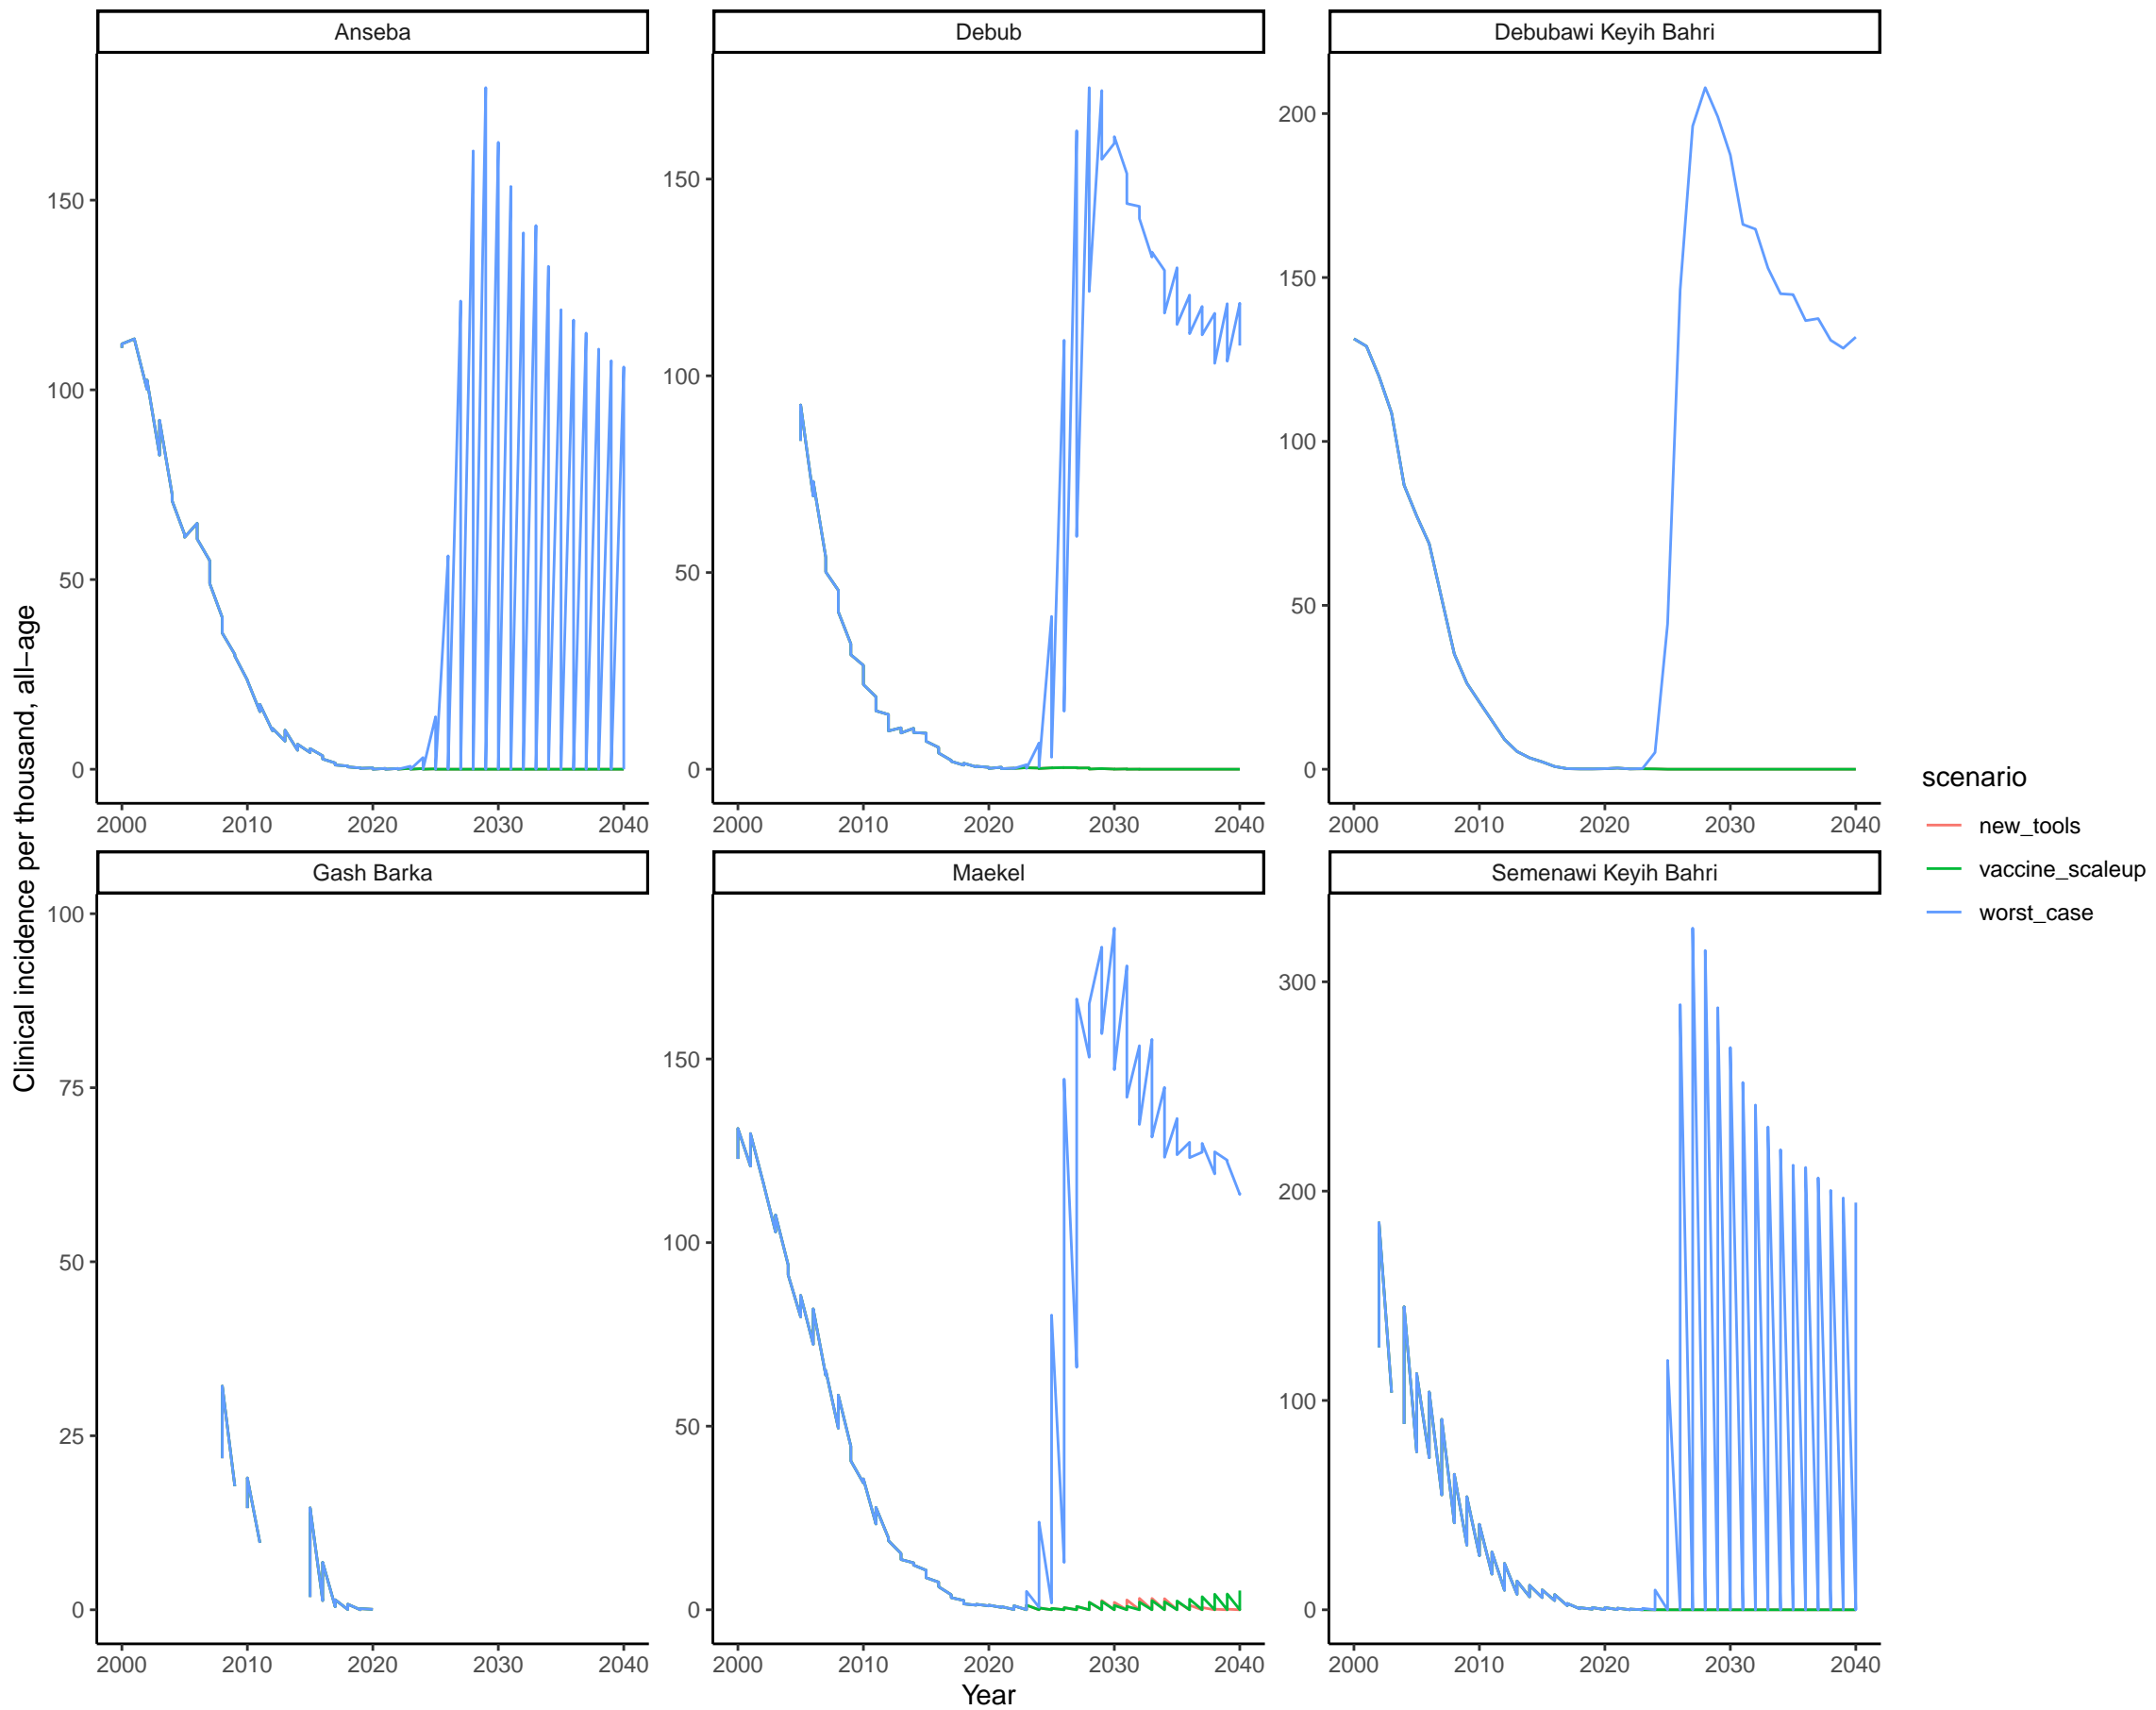 Anseba
Debub
Debubawi Keyih Bahri
150
100
50
0
150
100
50
0
200
150
100
50
0
2000 2010 2020 2030 2040
2000 2010 2020 2030 2040
2000 2010 2020 2030 2040
Clinical incidence per thousand, all−age
Gash Barka
Maekel
Semenawi Keyih Bahri
100
75
50
25
0
150
100
50
0
300
200
100
0
2000 2010 2020 2030 2040
2000 2010 2020 2030 2040
2000 2010 2020 2030 2040
Year
scenario
new_tools
vaccine_scaleup
worst_case